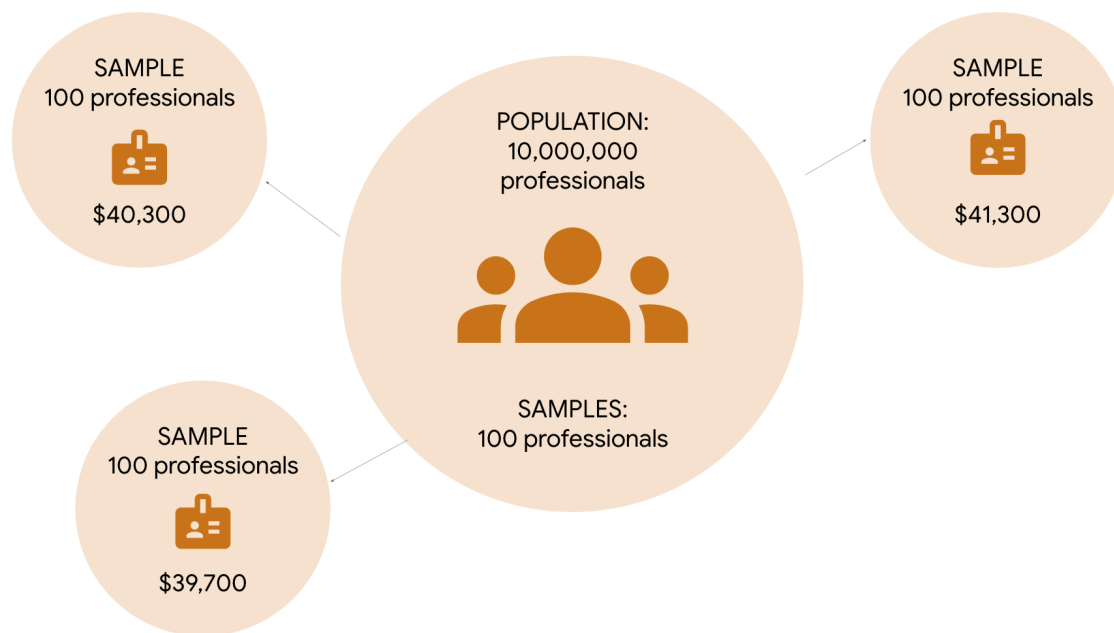 SAMPLE
100 professionals
$40,300
POPULATION:
10,000,000
professionals
SAMPLES:
100 professionals
SAMPLE
100 professionals
$41,300
SAMPLE
100 professionals
$39,700